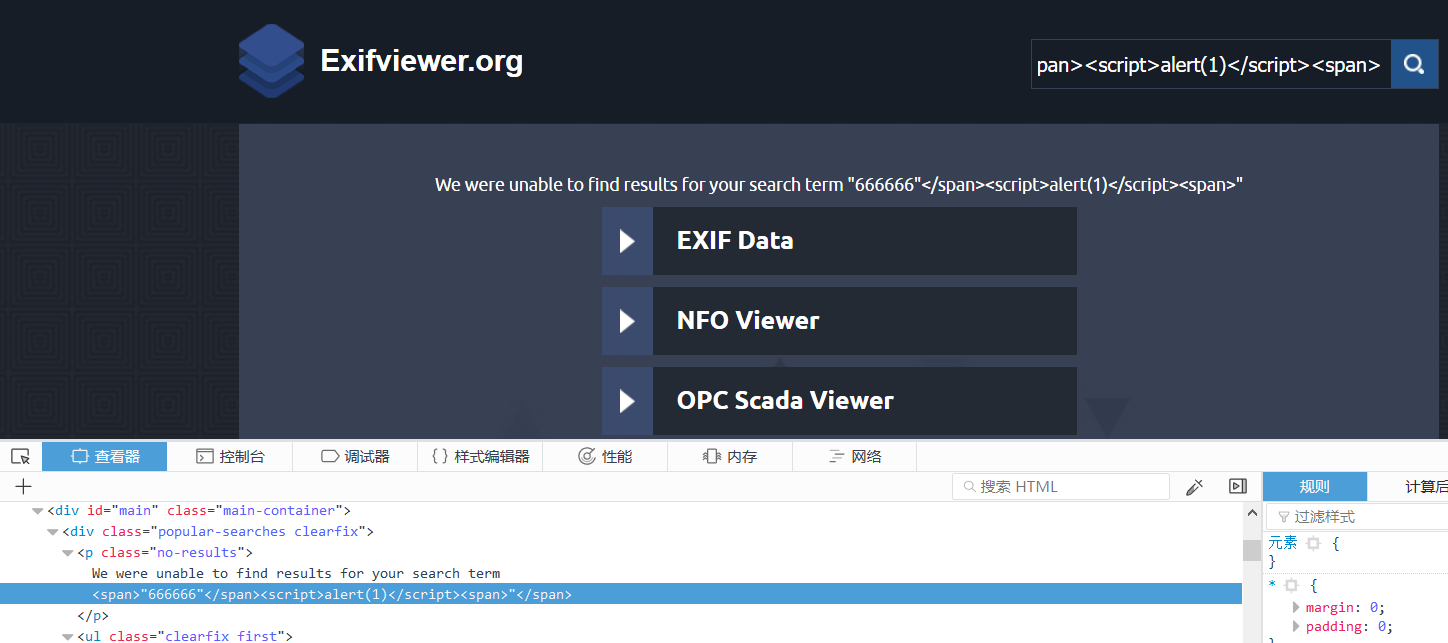 Exifviewer.org
pan><script>alert(1)</script><span>
We were unable to find results for your search term "666666"</span><script>alert(1)</script><span>"
EXIF Data
NFO Viewer
OPC Scada Viewer
查看器 控制台 调试器 {} 样式编辑器 性能 内存 网络
+ 搜索 HTML 规则 计算后
<div id="main" class="main-container"> 过滤样式
<div class="popular-searches clearfix"> 元素 {
<p class="no-results"> }
We were unable to find results for your search term * {
<span>"666666"</span><script>alert(1)</script><span>"</span> margin: 0;
</p> padding: 0;
<ul class="clearfix first">